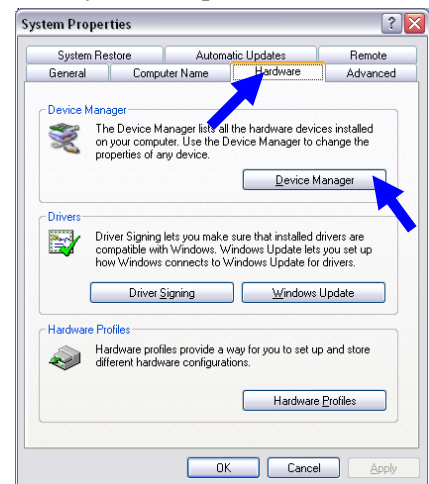 System Properties
System Restore
Automatic Updates
Remote
General
Computer Name
Hardware
Advanced
Device Manager
The Device Manager lists all the hardware devices installed
on your computer. Use the Device Manager to change the
properties of any device.
Device Manager
Drivers
Driver Signing lets you make sure that installed drivers are
compatible with Windows. Windows Update lets you set up
how Windows connects to Windows Update for drivers.
Driver Signing
Windows Update
Hardware Profiles
Hardware profiles provide a way for you to set up and store
different hardware configurations.
Hardware Profiles
OK
Cancel
Apply